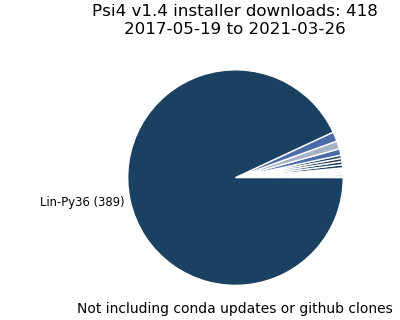 Psi4 v1.4 installer downloads: 418
2017-05-19 to 2021-03-26
Lin-Py36 (389)
Not including conda updates or github clones